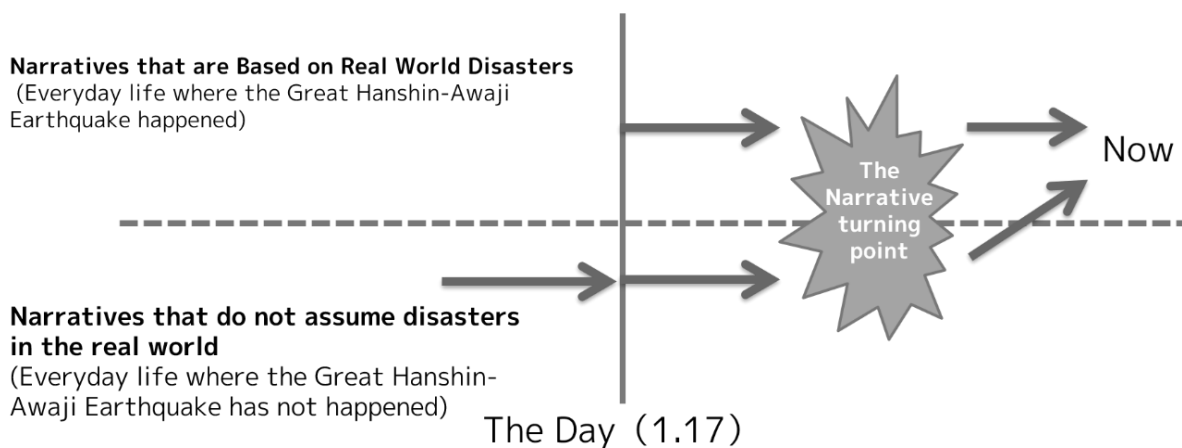 Narratives that are Based on Real World Disasters
(Everyday life where the Great Hanshin-Awaji
Earthquake happened)
The
Narrative
turning
point
Now
Narratives that do not assume disasters
in the real world
(Everyday life where the Great Hanshin-
Awaji Earthquake has not happened)
The Day (1.17)